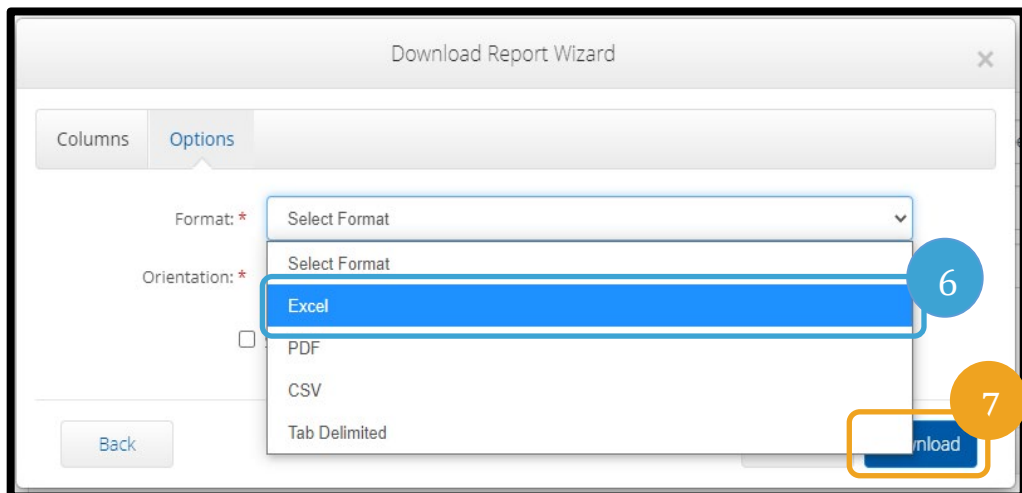 Download Report Wizard ×
Columns Options
Format: * Select Format
Select Format
Orientation: *
Excel
6
PDF
CSV
7
Tab Delimited
Back nload